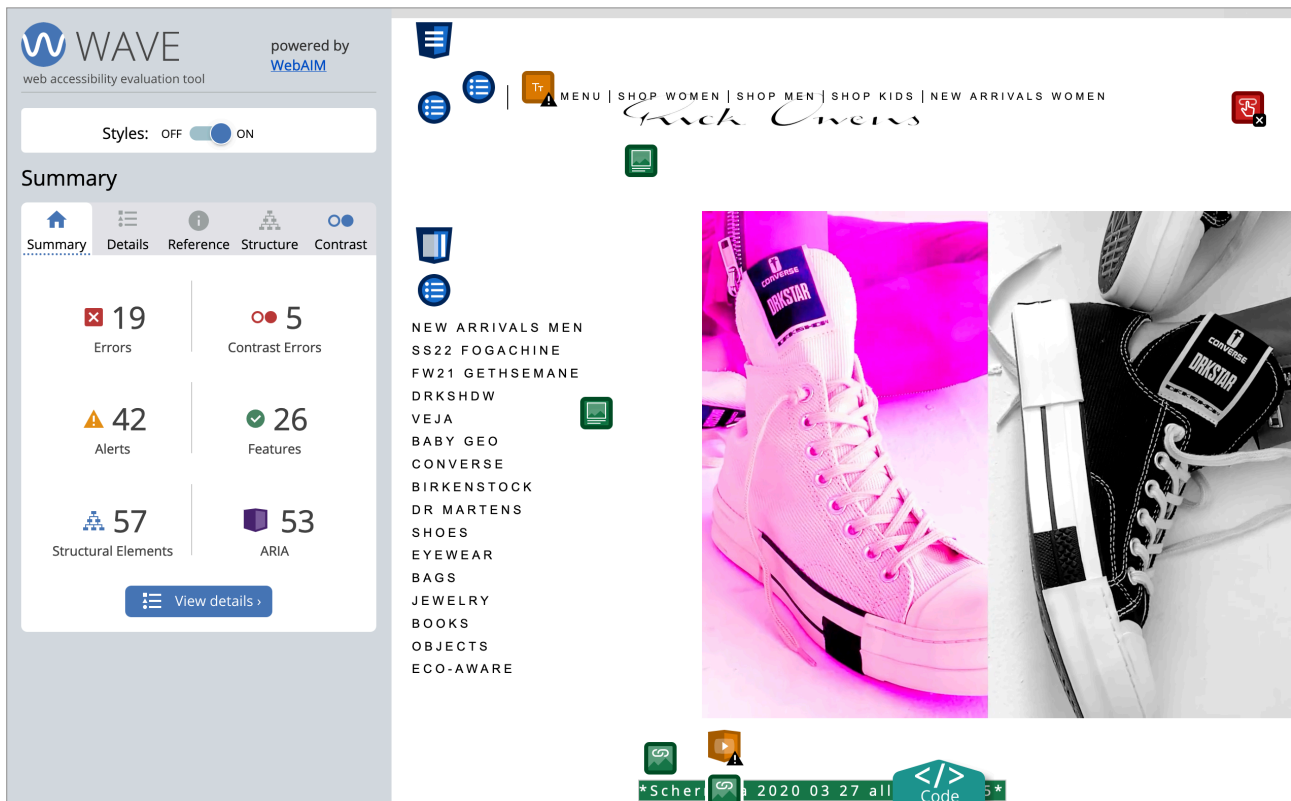 WAVE
web accessibility evaluation tool
powered by
WebAIM
Styles: OFF ON
Summary
Summary Details Reference Structure Contrast
19
Errors
5
Contrast Errors
42
Alerts
26
Features
57
Structural Elements
53
ARIA
View details ›
MENU | SHOP WOMEN | SHOP MEN | SHOP KIDS | NEW ARRIVALS WOMEN
Rick Owens
NEW ARRIVALS MEN
SS22 FOGACHINE
FW21 GETHSEMANE
DRKSHDW
VEJA
BABY GEO
CONVERSE
BIRKENSTOCK
DR MARTENS
SHOES
EYEWEAR
BAGS
JEWELRY
BOOKS
OBJECTS
ECO-AWARE
CONVERSE
DRKSTAR
CONVERSE
DRKSTAR
2020 03 27 all
</>
Code